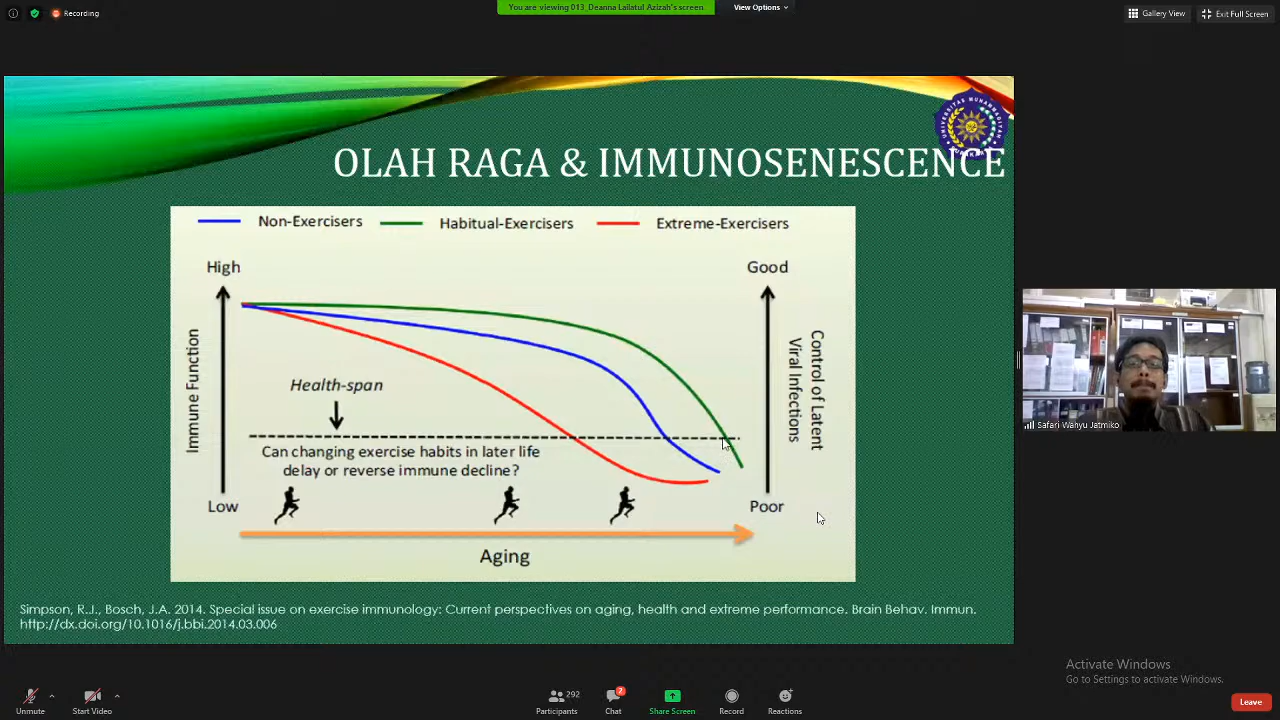 Recording
You are viewing 013_Deanna Lailatul Azizah's screen
View Options
Gallery View
Exit Full Screen
UNIVERSITAS MUHAMMADIYAH
OLAH RAGA & IMMUNOSENESCENCE
Non-Exercisers
Habitual-Exercisers
Extreme-Exercisers
High
Good
Immune Function
Control of Latent
Viral Infections
Health-span
Can changing exercise habits in later life
delay or reverse immune decline?
Low
Poor
Aging
Simpson, R.J., Bosch, J.A. 2014. Special issue on exercise immunology: Current perspectives on aging, health and extreme performance. Brain Behav. Immun.
http://dx.doi.org/10.1016/j.bbi.2014.03.006
Safari Wahyu Jatmiko
Activate Windows
Go to Settings to activate Windows.
Unmute
Start Video
292
Participants
2
Chat
Share Screen
Record
Reactions
Leave